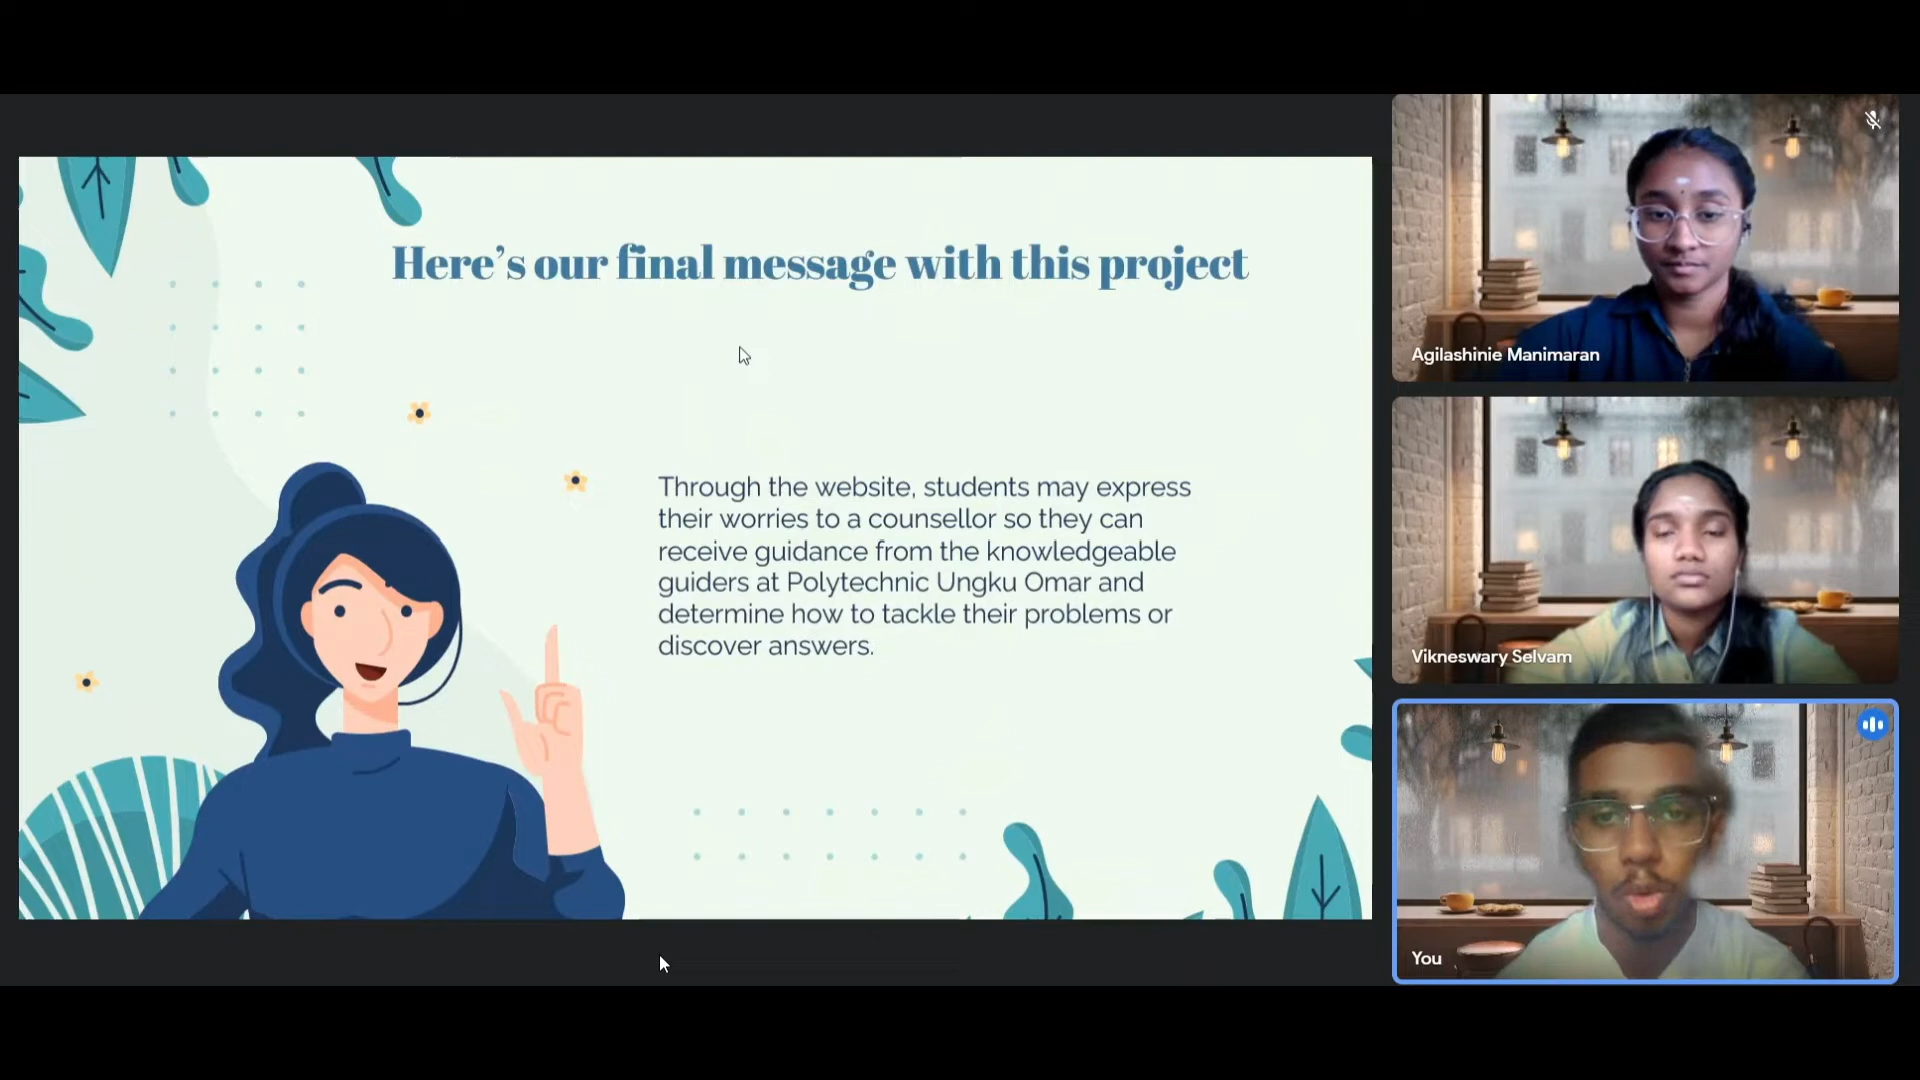 Here's our final message with this project
Through the website, students may express
their worries to a counsellor so they can
receive guidance from the knowledgeable
guiders at Polytechnic Ungku Omar and
determine how to tackle their problems or
discover answers.
Agilashinie Manimaran
Vikneswary Selvam
You